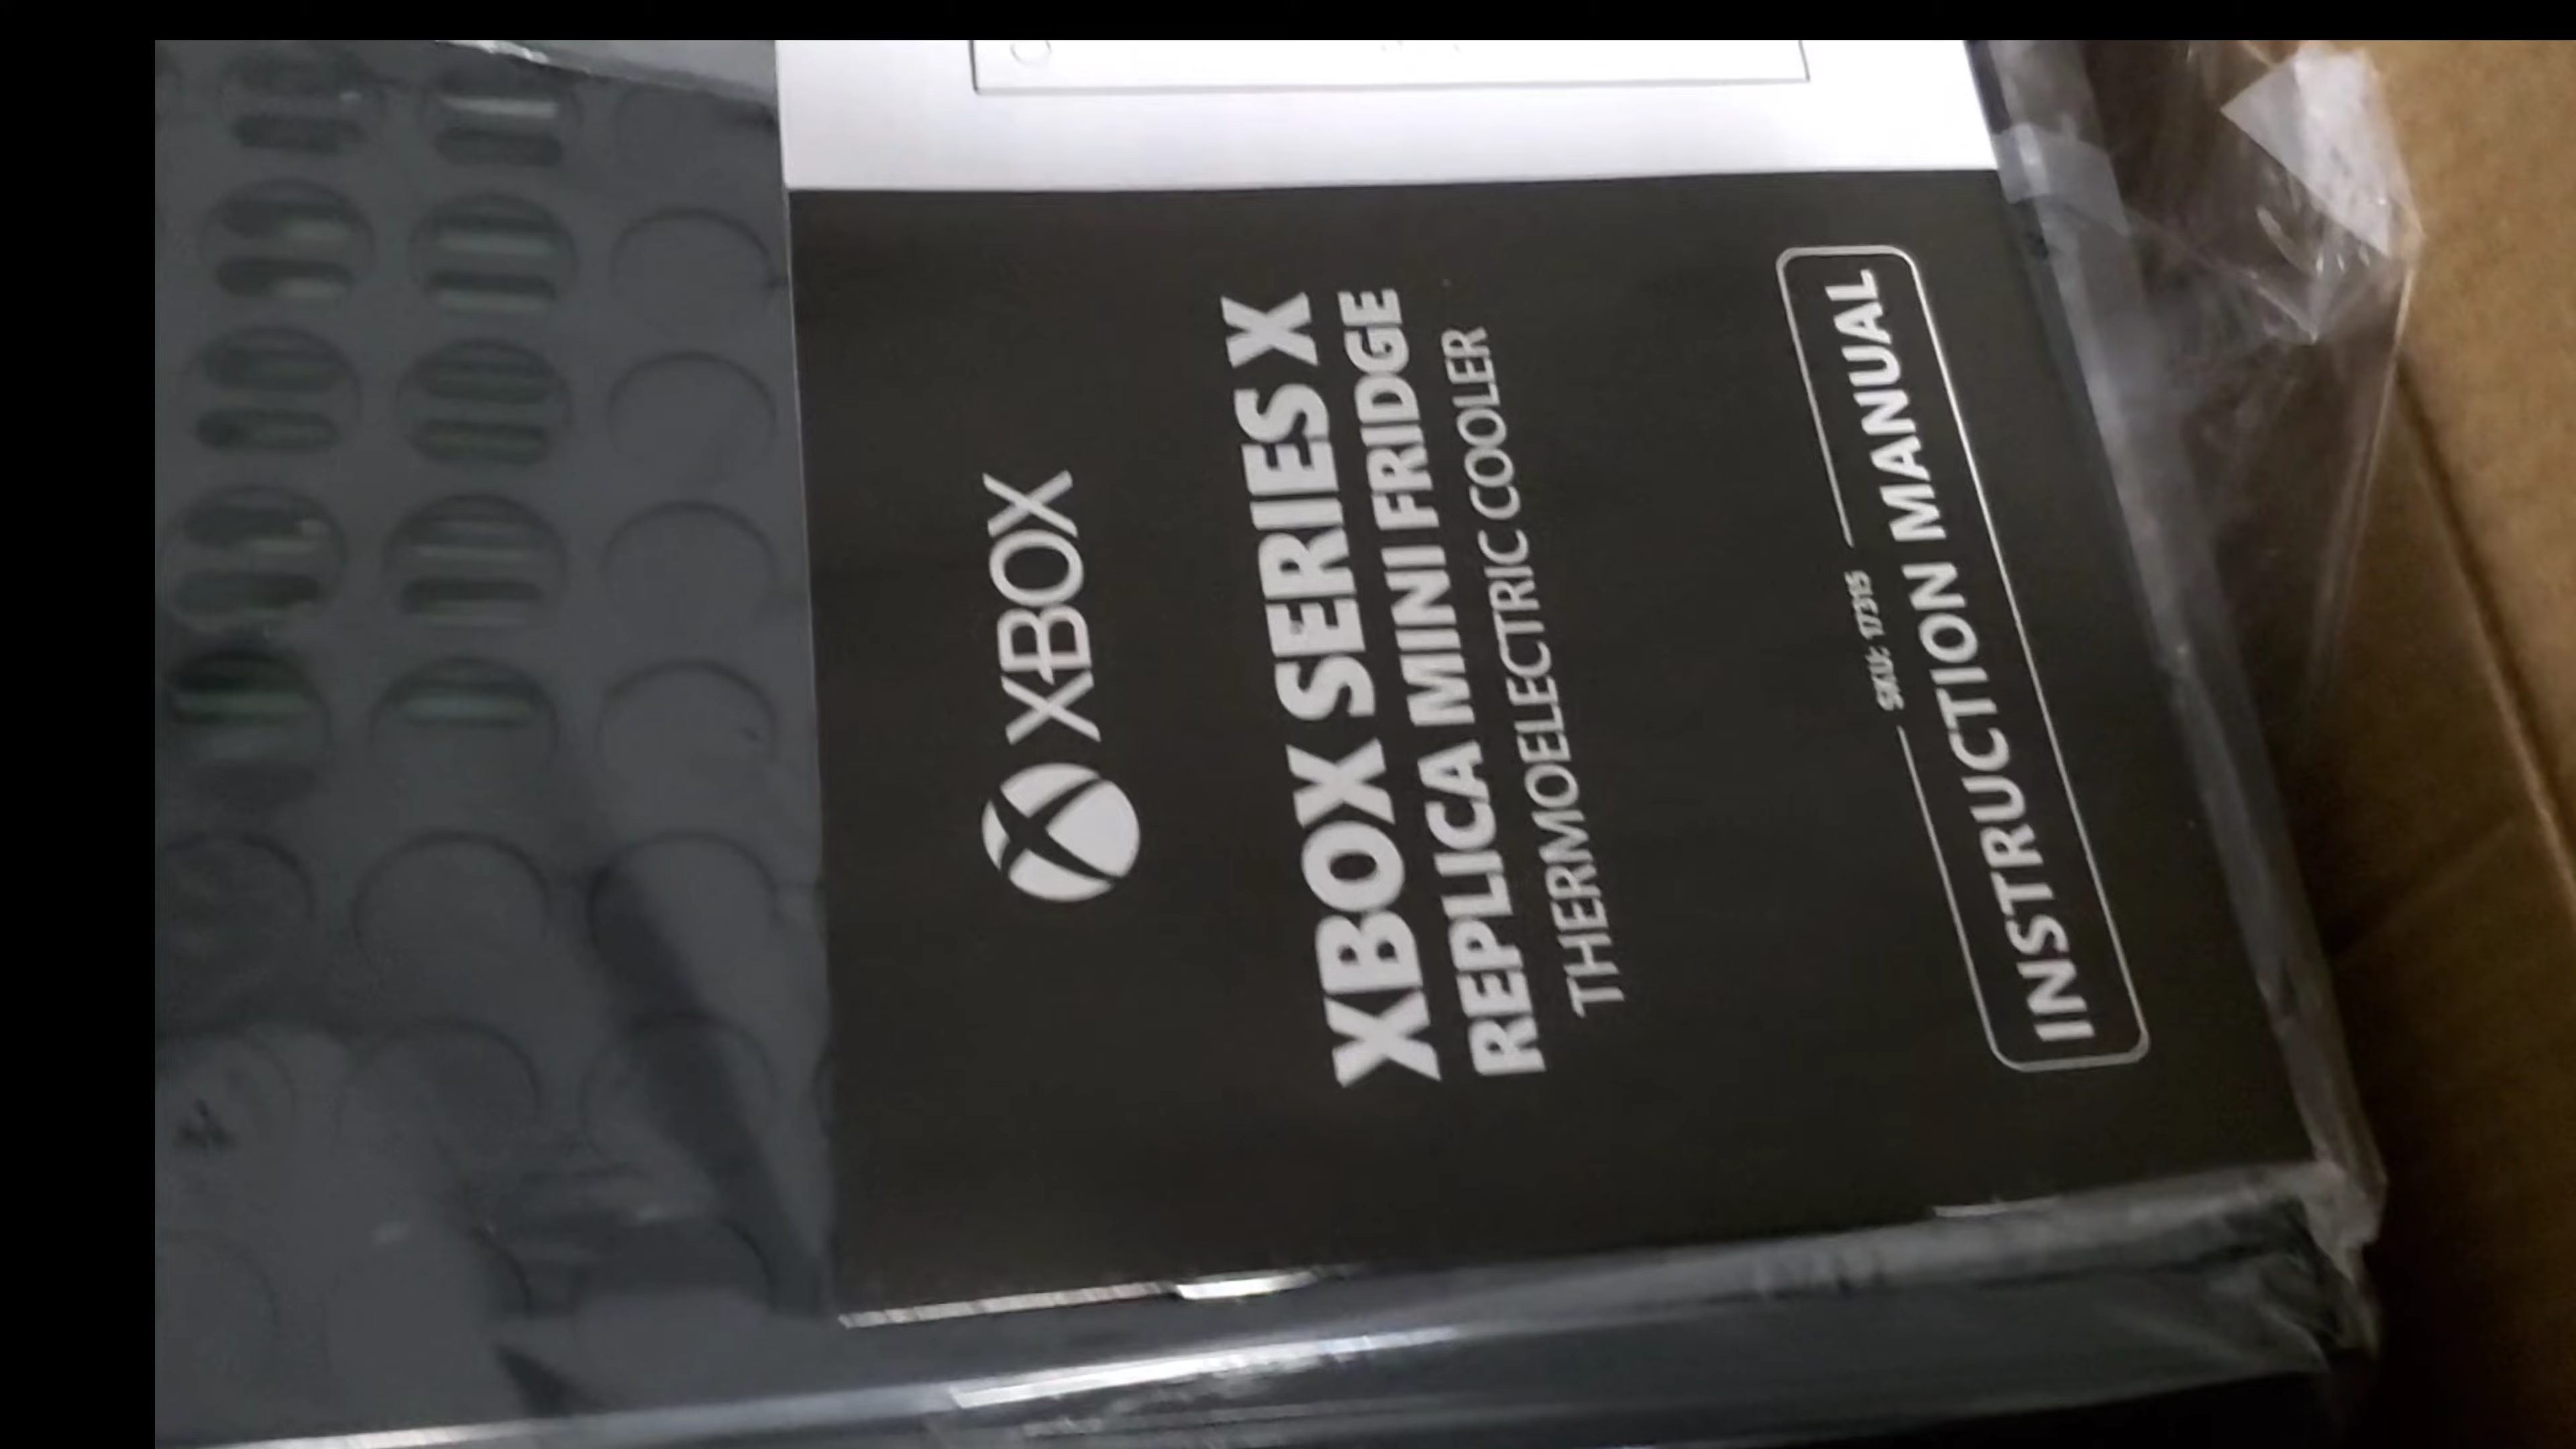 XBOX
XBOX SERIES X
REPLICA MINI FRIDGE
THERMOELECTRIC COOLER
SKU: 17315
INSTRUCTION MANUAL